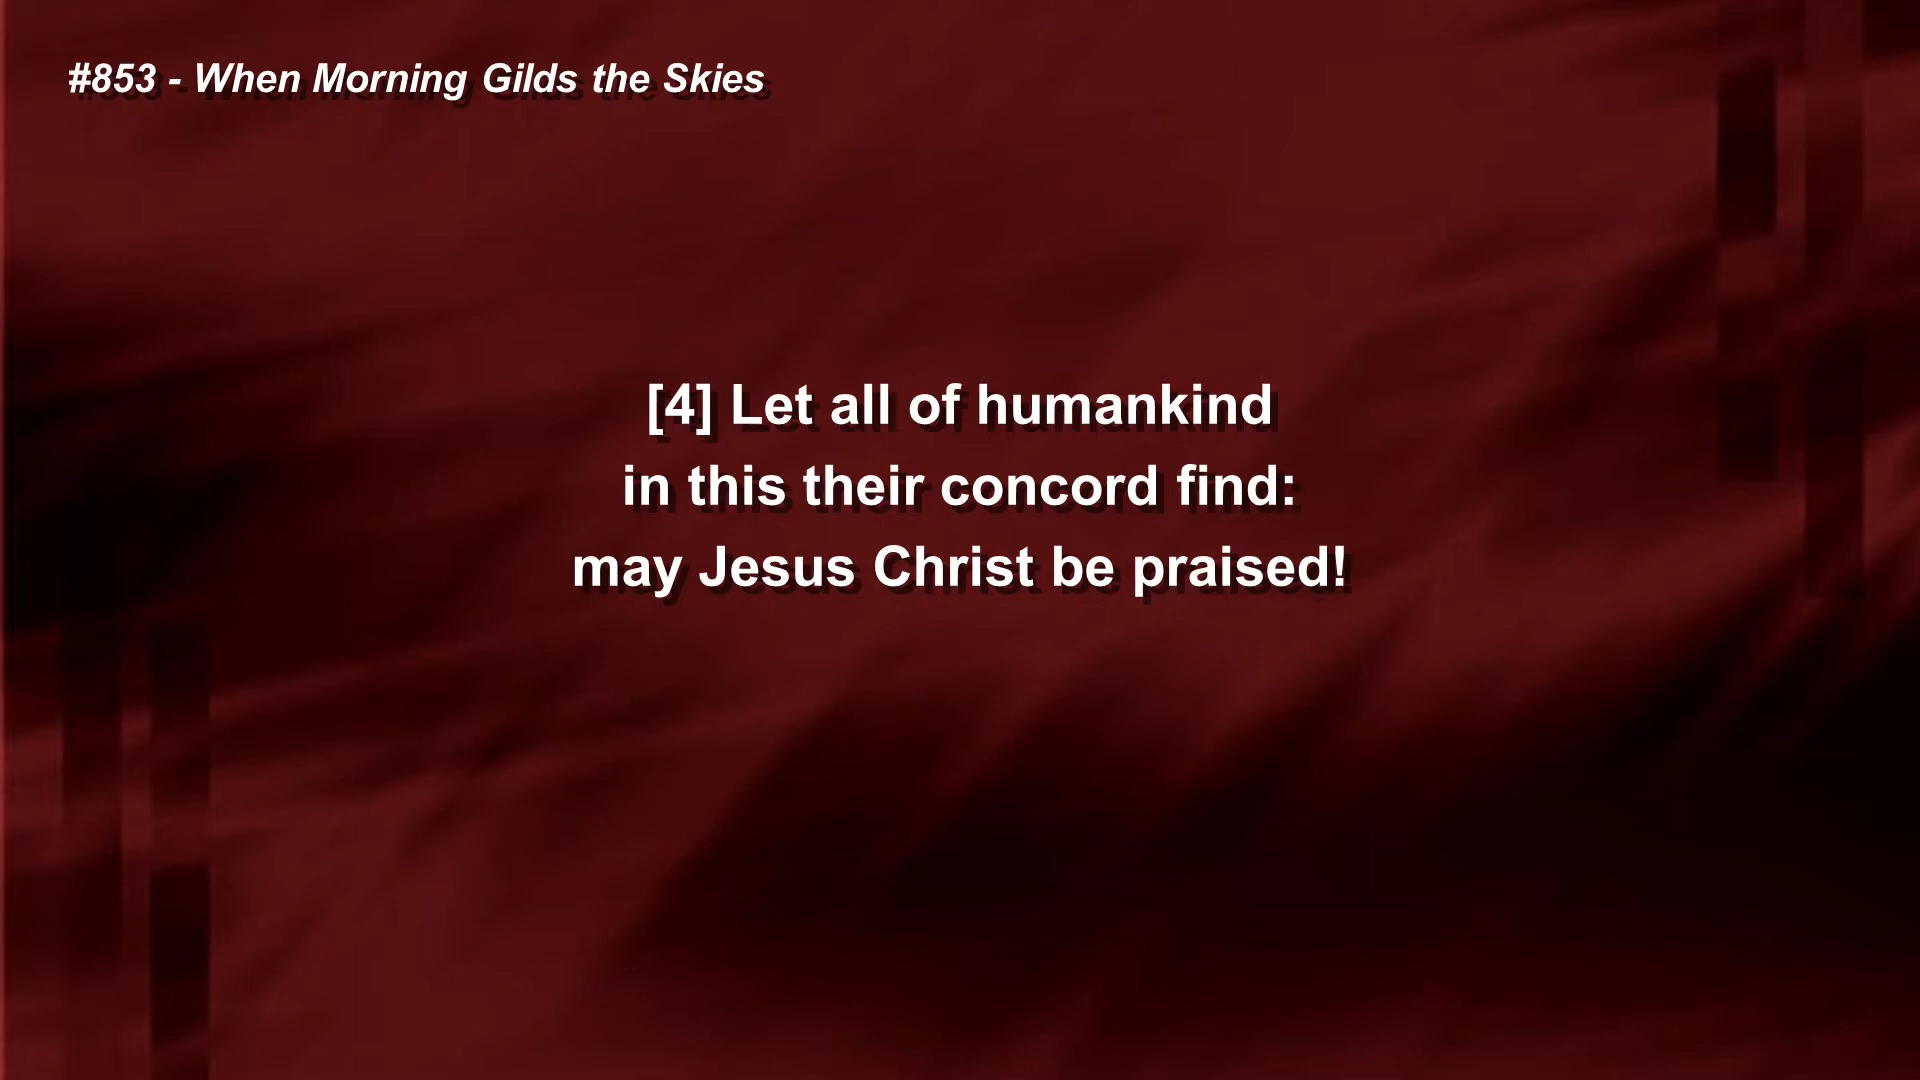 #853 - When Morning Gilds the Skies
[4] Let all of humankind
in this their concord find:
may Jesus Christ be praised!